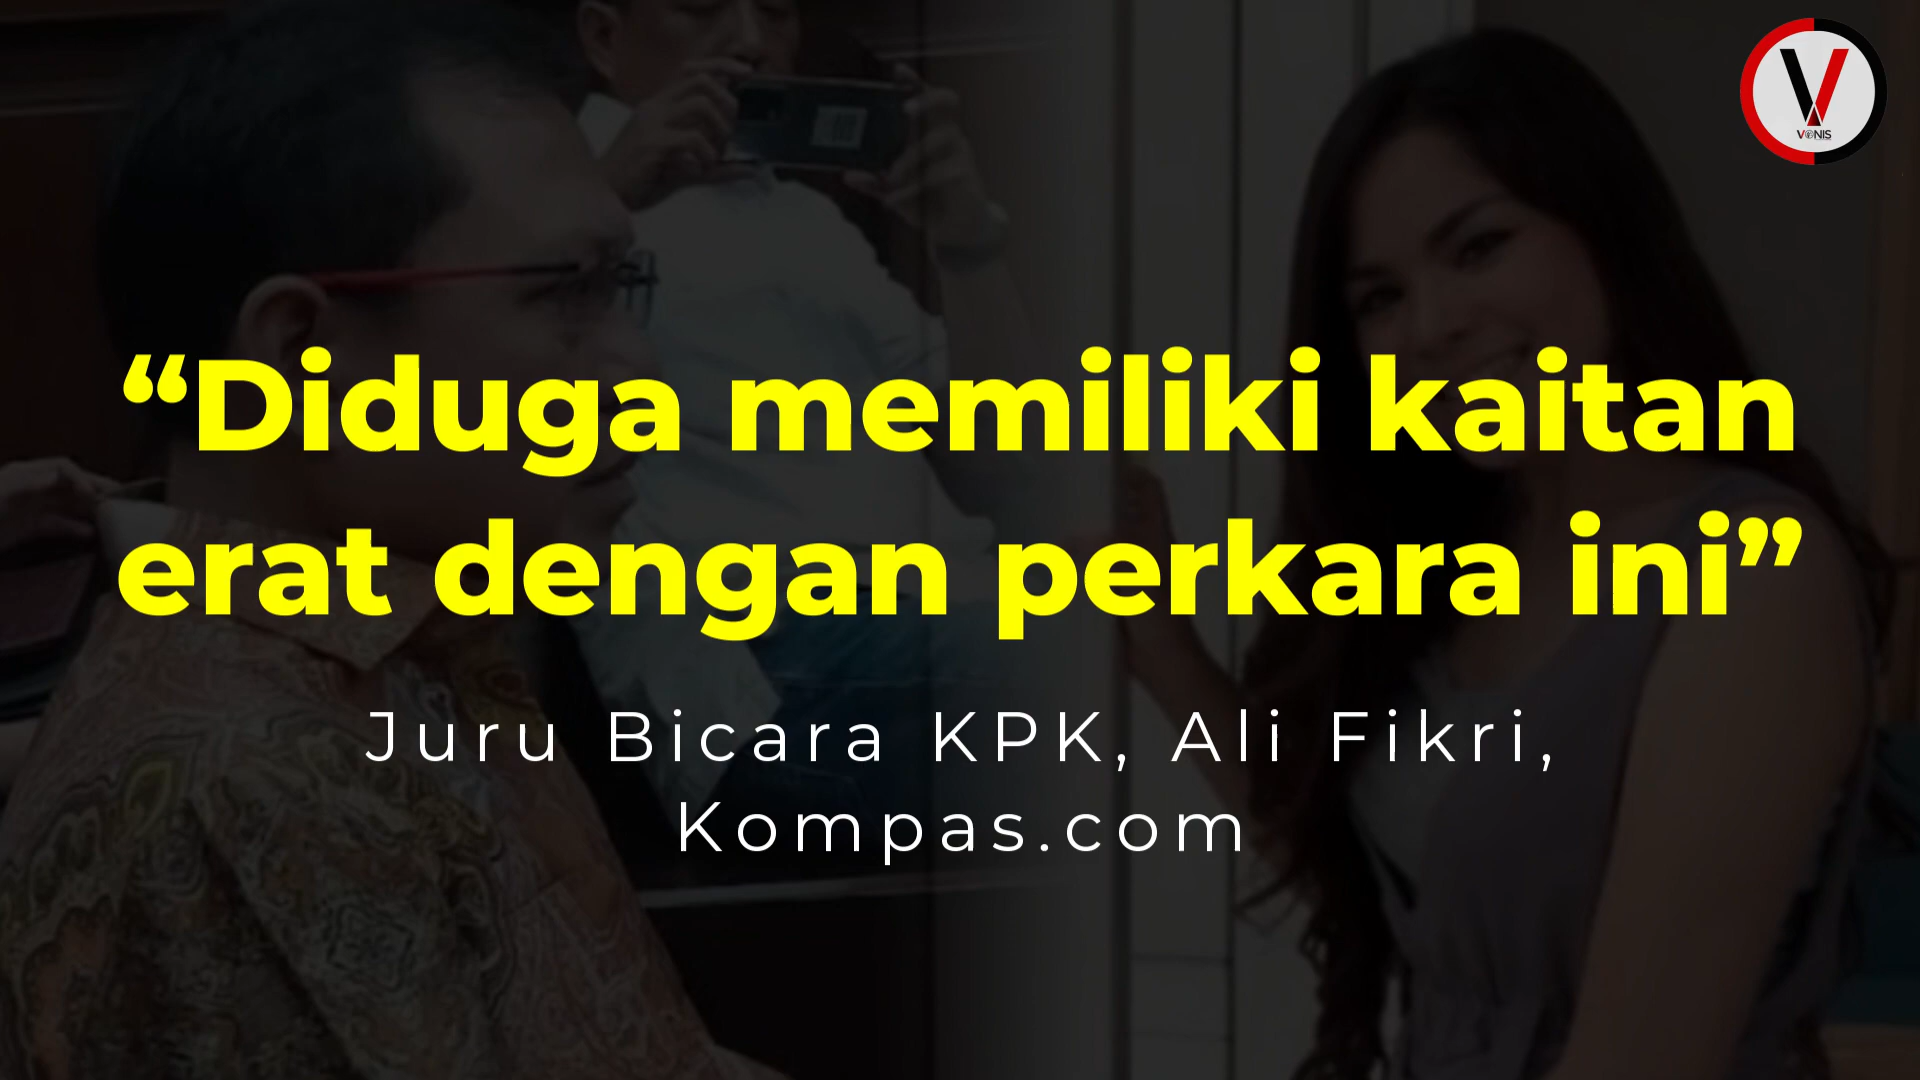 VONIS
“Diduga memiliki kaitan
erat dengan perkara ini”
Juru Bicara KPK, Ali Fikri,
Kompas.com